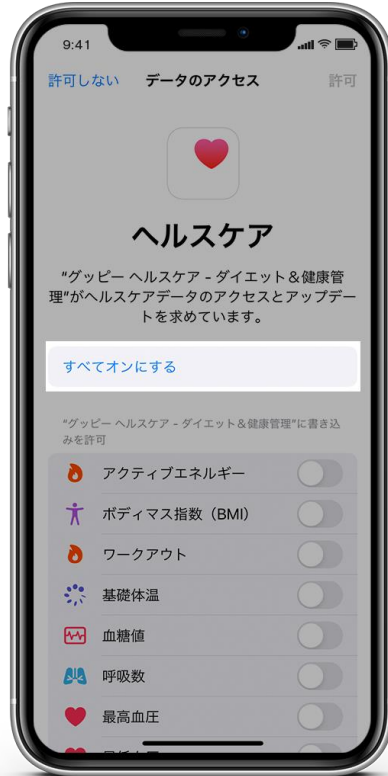 9:41
許可しない
データのアクセス
許可
ヘルスケア
“グッピー ヘルスケア - ダイエット＆健康管
理”がヘルスケアデータのアクセスとアップデー
トを求めています。
すべてオンにする
“グッピー ヘルスケア - ダイエット＆健康管理”に書き込
みを許可
アクティブエネルギー
ボディマス指数（BMI）
ワークアウト
基礎体温
血糖値
呼吸数
最高血圧